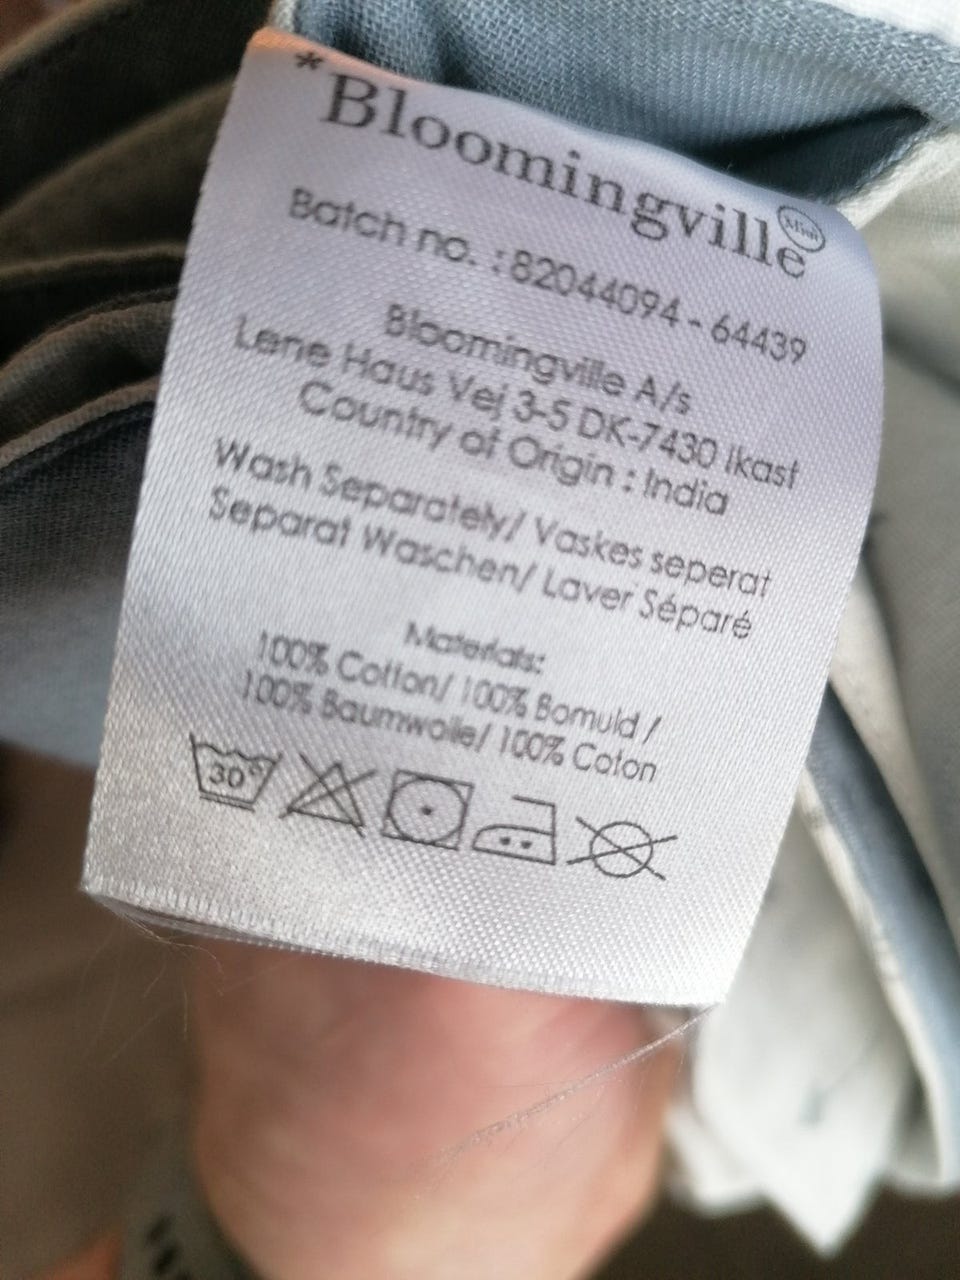 *Bloomingville
Mini
Batch no. : 82044094 - 64439
Bloomingville A/s
Lene Haus Vej 3-5 DK-7430 Ikast
Country of Origin : India
Wash Separately/ Vaskes seperat
Separat Waschen/ Laver Séparé
Materials:
100% Cotton/ 100% Bomuld /
100% Baumwolle/ 100% Coton
30°